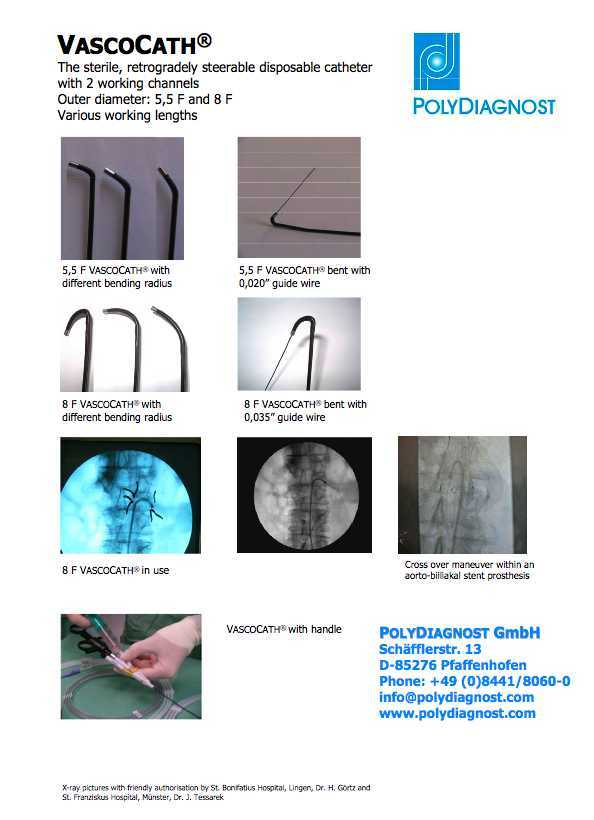 VASCOCATH®
The sterile, retrogradely steerable disposable catheter
with 2 working channels
Outer diameter: 5,5 F and 8 F
Various working lengths
POLYDIAGNOST
5,5 F VASCOCATH® with
different bending radius
5,5 F VASCOCATH® bent with
0,020” guide wire
8 F VASCOCATH® with
different bending radius
8 F VASCOCATH® bent with
0,035” guide wire
8 F VASCOCATH® in use
Cross over maneuver within an
aorto-biliakal stent prosthesis
VASCOCATH® with handle
POLYDIAGNOST GmbH
Schäfflerstr. 13
D-85276 Pfaffenhofen
Phone: +49 (0)8441/8060-0
info@polydiagnost.com
www.polydiagnost.com
X-ray pictures with friendly authorisation by St. Bonifatius Hospital, Lingen, Dr. H. Görtz and
St. Franziskus Hospital, Münster, Dr. J. Tessarek